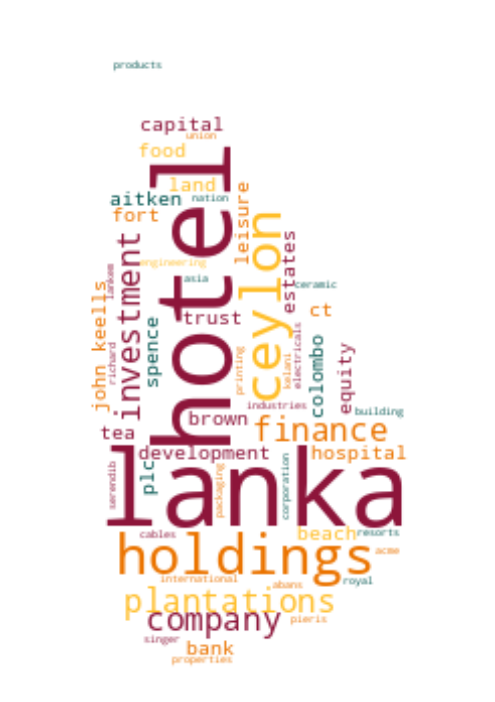 products
capital
union
food
hotel
land
aitken
nation
fort
leisure
ceylon
investment
estates
engineering
lankem
asia
ceramic
john keells
ct
trust
spence
richard
printing
kelani
electricals
colombo
equity
industries
building
brown
tea
finance
development
hospital
lanka
serendib
plc
packaging
corporation
cables
beach
resorts
holdings
acme
international
abans
royal
plantations
company
pieris
singer
bank
properties